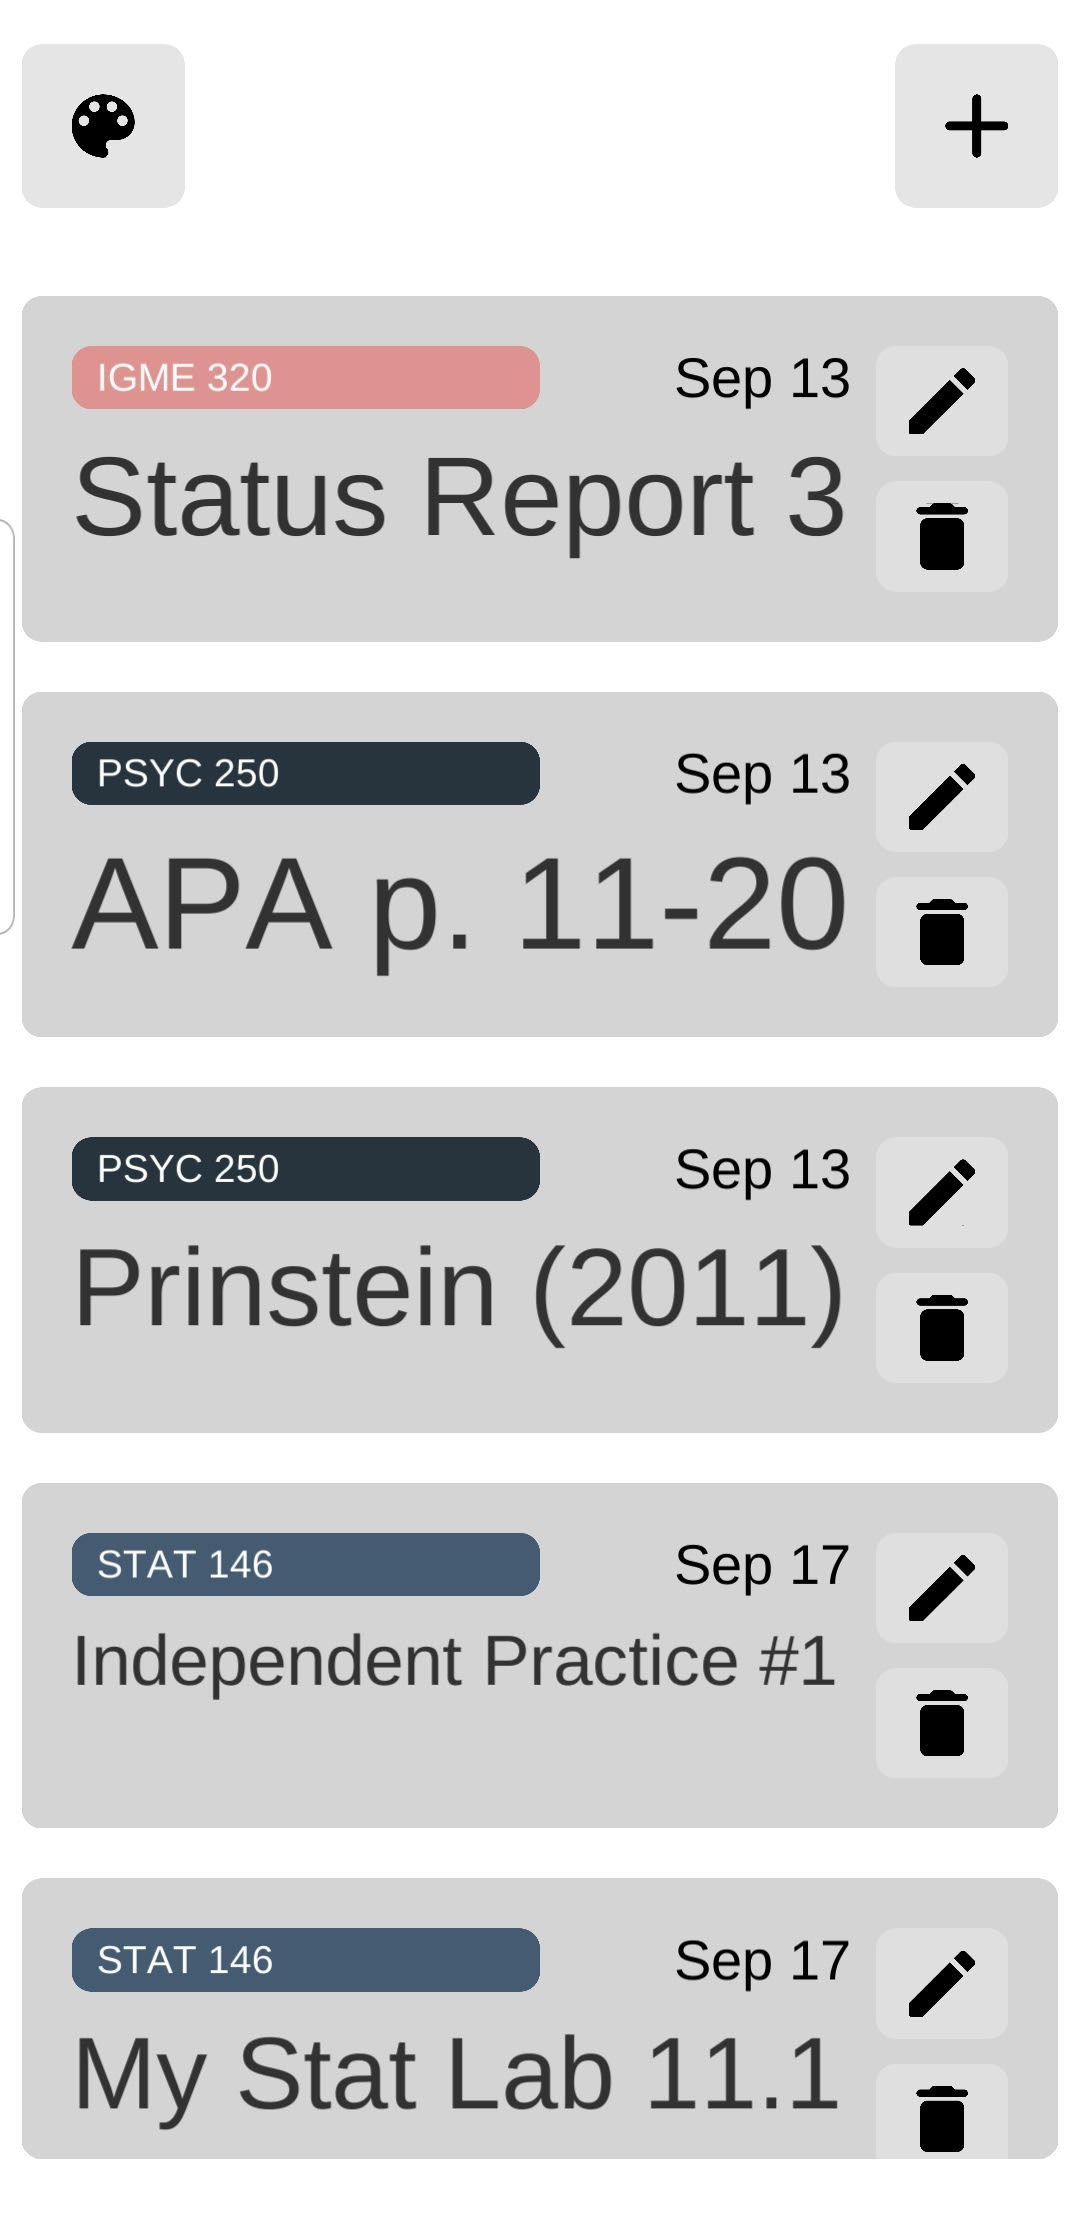 IGME 320
Sep 13
Status Report 3
PSYC 250
Sep 13
APA p. 11-20
PSYC 250
Sep 13
Prinstein (2011)
STAT 146
Sep 17
Independent Practice #1
STAT 146
Sep 17
My Stat Lab 11.1